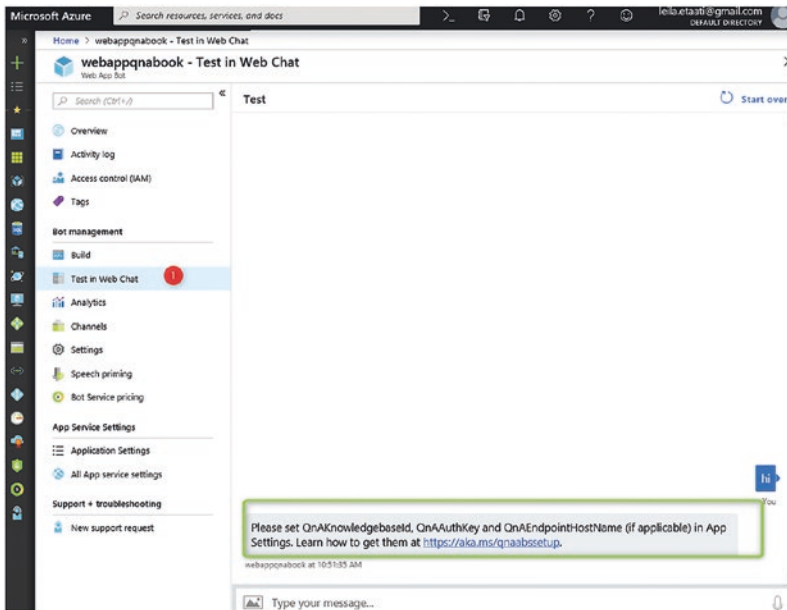 Microsoft Azure
Search resources, services, and docs
leila.etaati@gmail.com
DEFAULT DIRECTORY
Home > webappqnabook - Test in Web Chat
webappqnabook - Test in Web Chat
Web App Bot
Search (Ctrl+/)
Overview
Activity log
Access control (IAM)
Tags
Bot management
Build
Test in Web Chat 1
Analytics
Channels
Settings
Speech priming
Bot Service pricing
App Service Settings
Application Settings
All App service settings
Support + troubleshooting
New support request
Test
Start over
hi
You
Please set QnAKnowledgebaseId, QnAAuthKey and QnAEndpointHostName (if applicable) in App
Settings. Learn how to get them at https://aka.ms/qnaabssetup.
webappqnabook at 10:51:35 AM
Type your message...